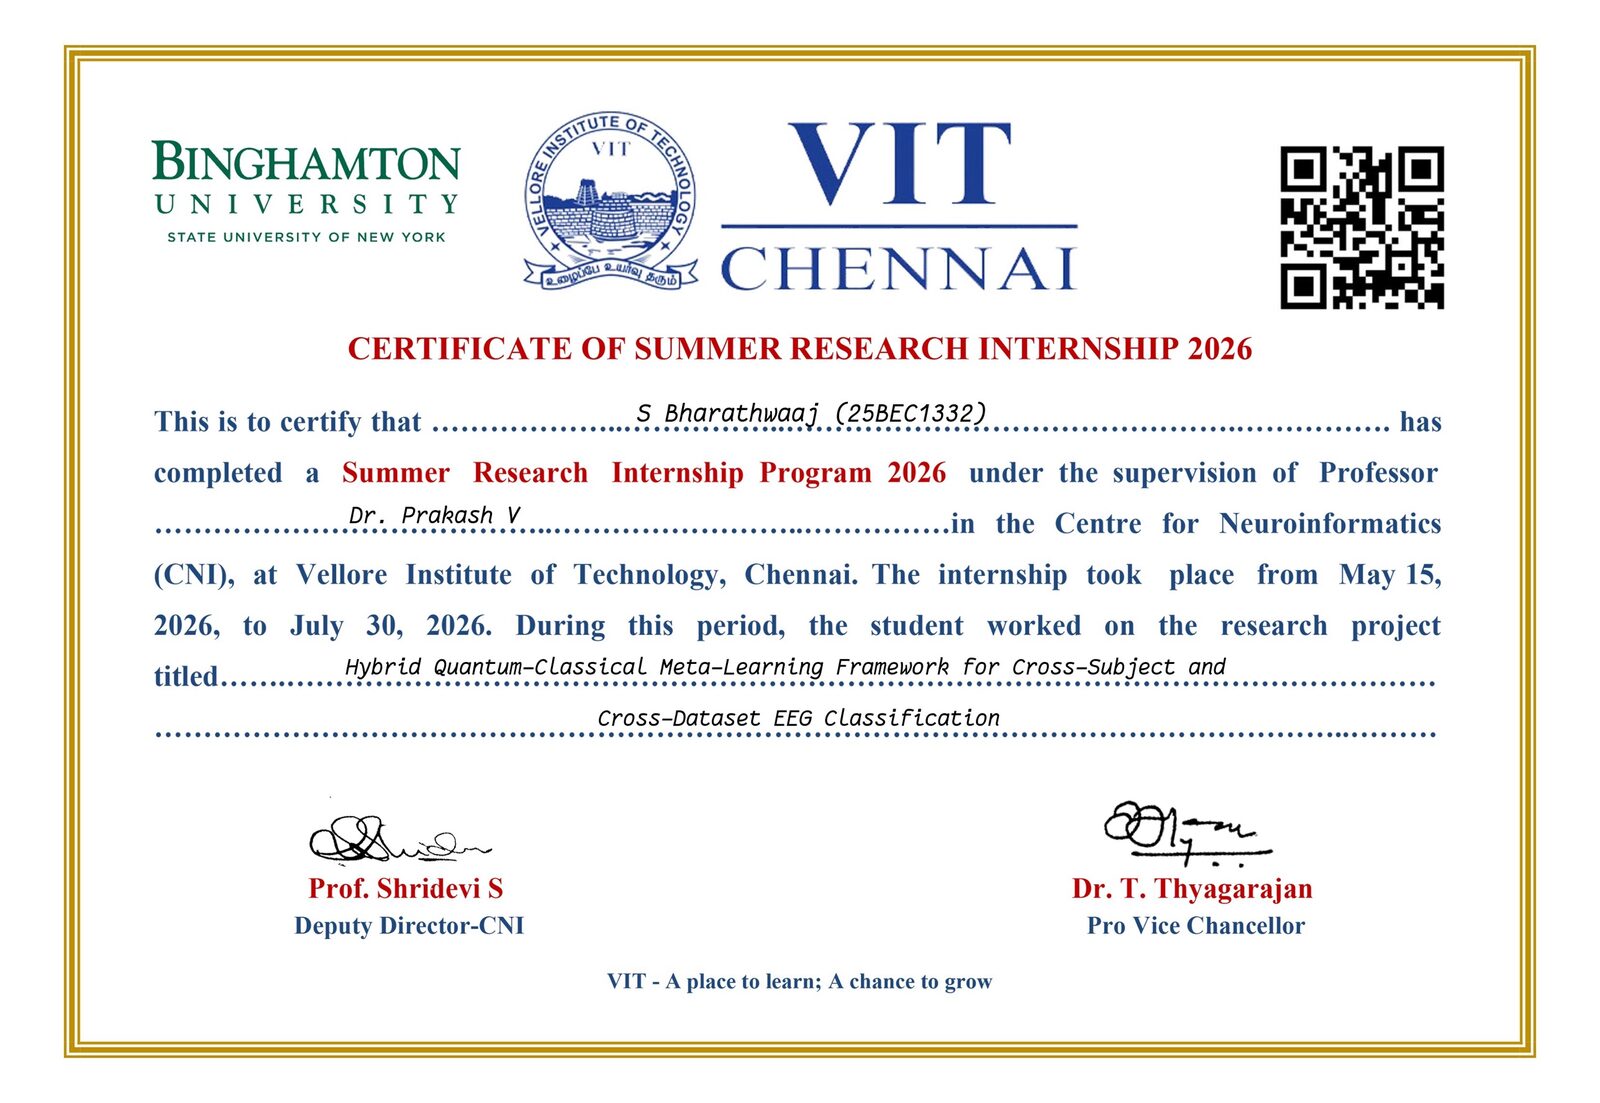 BINGHAMTON
UNIVERSITY
STATE UNIVERSITY OF NEW YORK
VELLORE INSTITUTE OF TECHNOLOGY
VIT
உழைப்பே உயர்வு தரும்
VIT
CHENNAI
CERTIFICATE OF SUMMER RESEARCH INTERNSHIP 2026
This is to certify that S Bharathwaaj (25BEC1332) has
completed a Summer Research Internship Program 2026 under the supervision of Professor
Dr. Prakash V in the Centre for Neuroinformatics
(CNI), at Vellore Institute of Technology, Chennai. The internship took place from May 15,
2026, to July 30, 2026. During this period, the student worked on the research project
titled Hybrid Quantum-Classical Meta-Learning Framework for Cross-Subject and
Cross-Dataset EEG Classification
Prof. Shridevi S
Deputy Director-CNI
Dr. T. Thyagarajan
Pro Vice Chancellor
VIT - A place to learn; A chance to grow